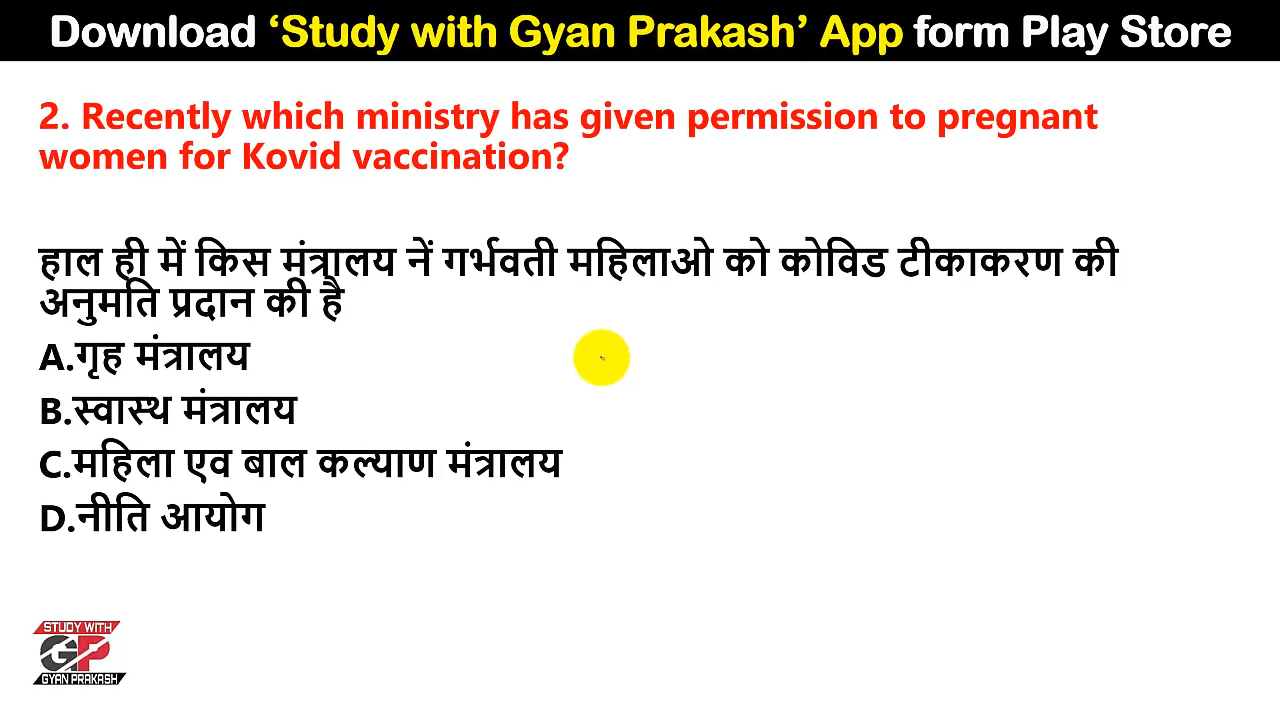 Download ‘Study with Gyan Prakash’ App form Play Store
2. Recently which ministry has given permission to pregnant
women for Kovid vaccination?
हाल ही में किस मंत्रालय नें गर्भवती महिलाओ को कोविड टीकाकरण की
अनुमति प्रदान की है
A.गृह मंत्रालय
B.स्वास्थ मंत्रालय
C.महिला एव बाल कल्याण मंत्रालय
D.नीति आयोग
STUDY WITH
GP
GYAN PRAKASH